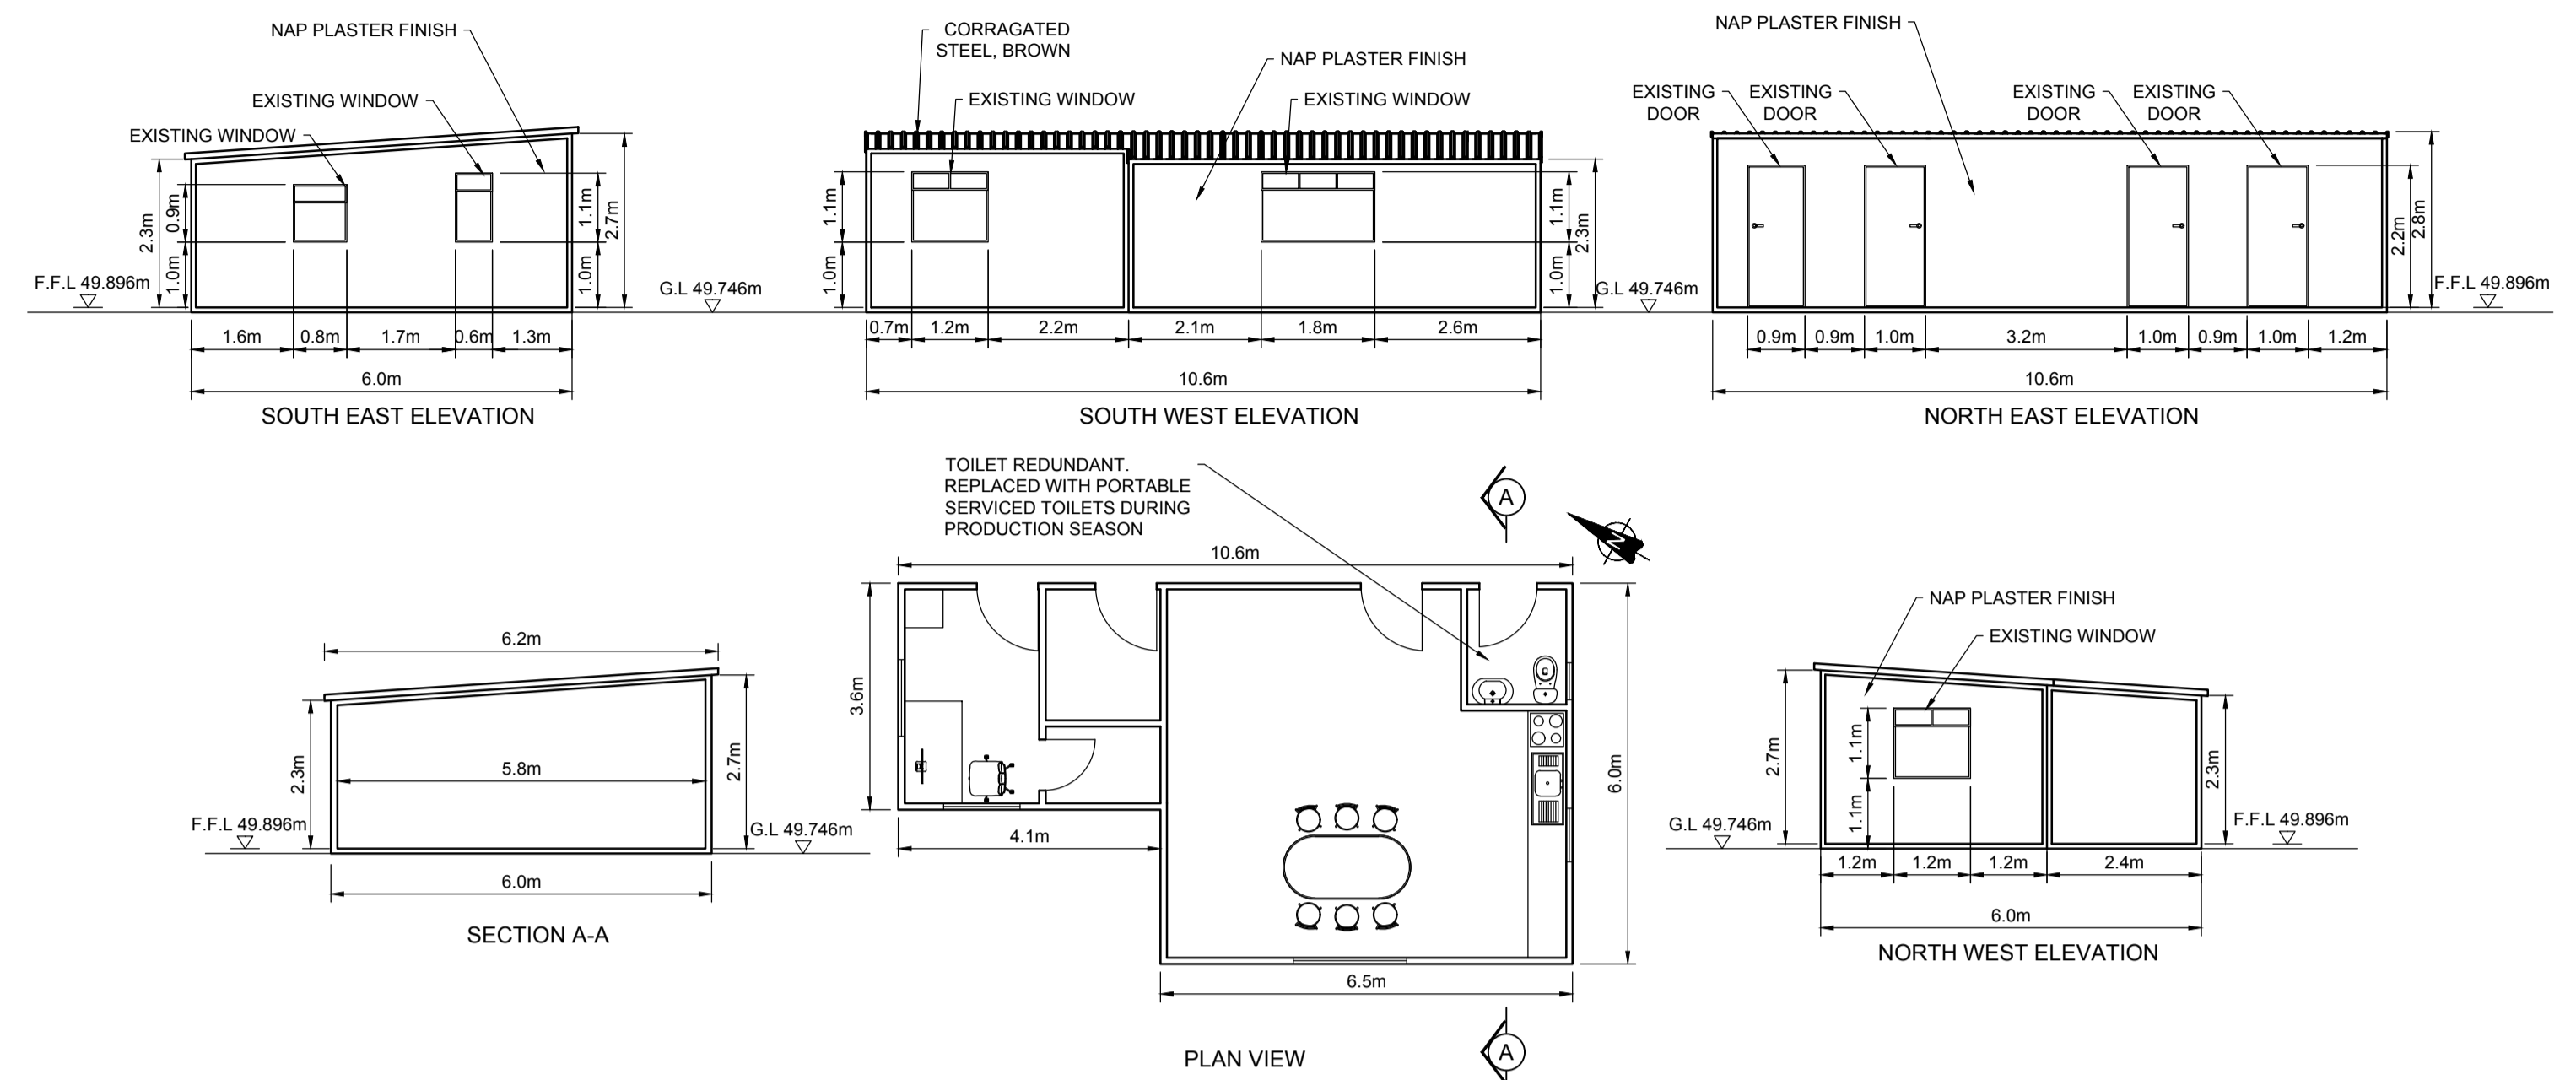 NAP PLASTER FINISH
EXISTING WINDOW
EXISTING WINDOW
2.3m
0.9m
1.0m
1.1m
1.0m
2.7m
F.F.L 49.896m
G.L 49.746m
1.6m
0.8m
1.7m
0.6m
1.3m
6.0m
SOUTH EAST ELEVATION
CORRAGATED
STEEL, BROWN
NAP PLASTER FINISH
EXISTING WINDOW
EXISTING WINDOW
1.1m
1.0m
1.1m
1.0m
2.3m
G.L 49.746m
0.7m
1.2m
2.2m
2.1m
1.8m
2.6m
10.6m
SOUTH WEST ELEVATION
NAP PLASTER FINISH
EXISTING
DOOR
EXISTING
DOOR
EXISTING
DOOR
EXISTING
DOOR
2.2m
2.8m
F.F.L 49.896m
0.9m
0.9m
1.0m
3.2m
1.0m
0.9m
1.0m
1.2m
10.6m
NORTH EAST ELEVATION
6.2m
5.8m
2.3m
2.7m
F.F.L 49.896m
G.L 49.746m
6.0m
SECTION A-A
TOILET REDUNDANT.
REPLACED WITH PORTABLE
SERVICED TOILETS DURING
PRODUCTION SEASON
A
N
10.6m
3.6m
6.0m
4.1m
6.5m
A
PLAN VIEW
NAP PLASTER FINISH
EXISTING WINDOW
2.7m
1.1m
1.1m
2.3m
G.L 49.746m
F.F.L 49.896m
1.2m
1.2m
1.2m
2.4m
6.0m
NORTH WEST ELEVATION